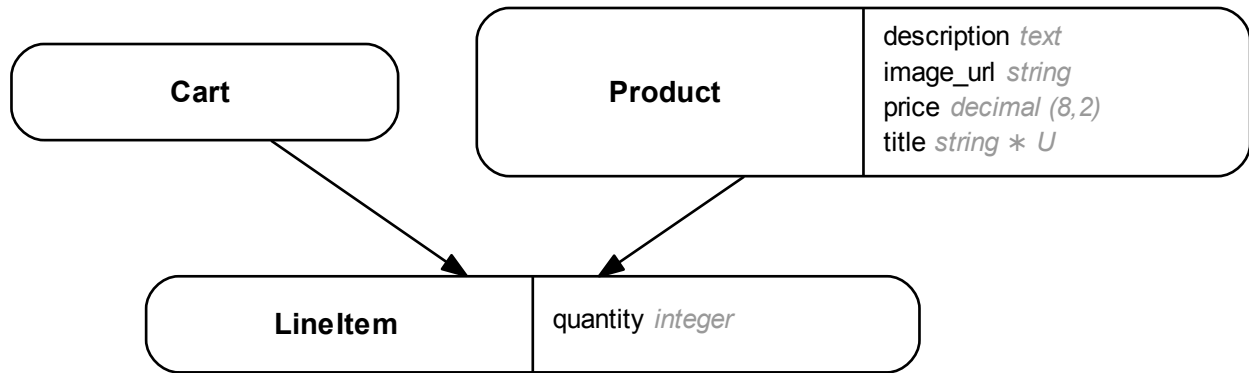 Cart
Product
description text
image_url string
price decimal (8,2)
title string ∗ U
LineItem
quantity integer